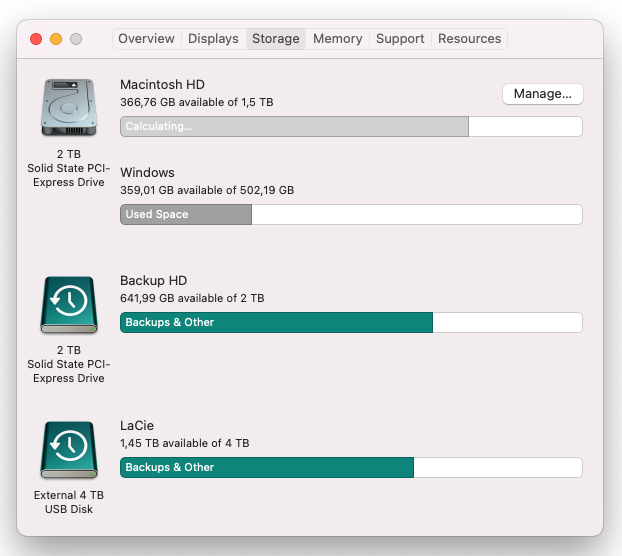 Overview Displays Storage Memory Support Resources
Macintosh HD
366,76 GB available of 1,5 TB
Manage...
Calculating...
2 TB
Solid State PCI-
Express Drive
Windows
359,01 GB available of 502,19 GB
Used Space
Backup HD
641,99 GB available of 2 TB
Backups & Other
2 TB
Solid State PCI-
Express Drive
LaCie
1,45 TB available of 4 TB
Backups & Other
External 4 TB
USB Disk